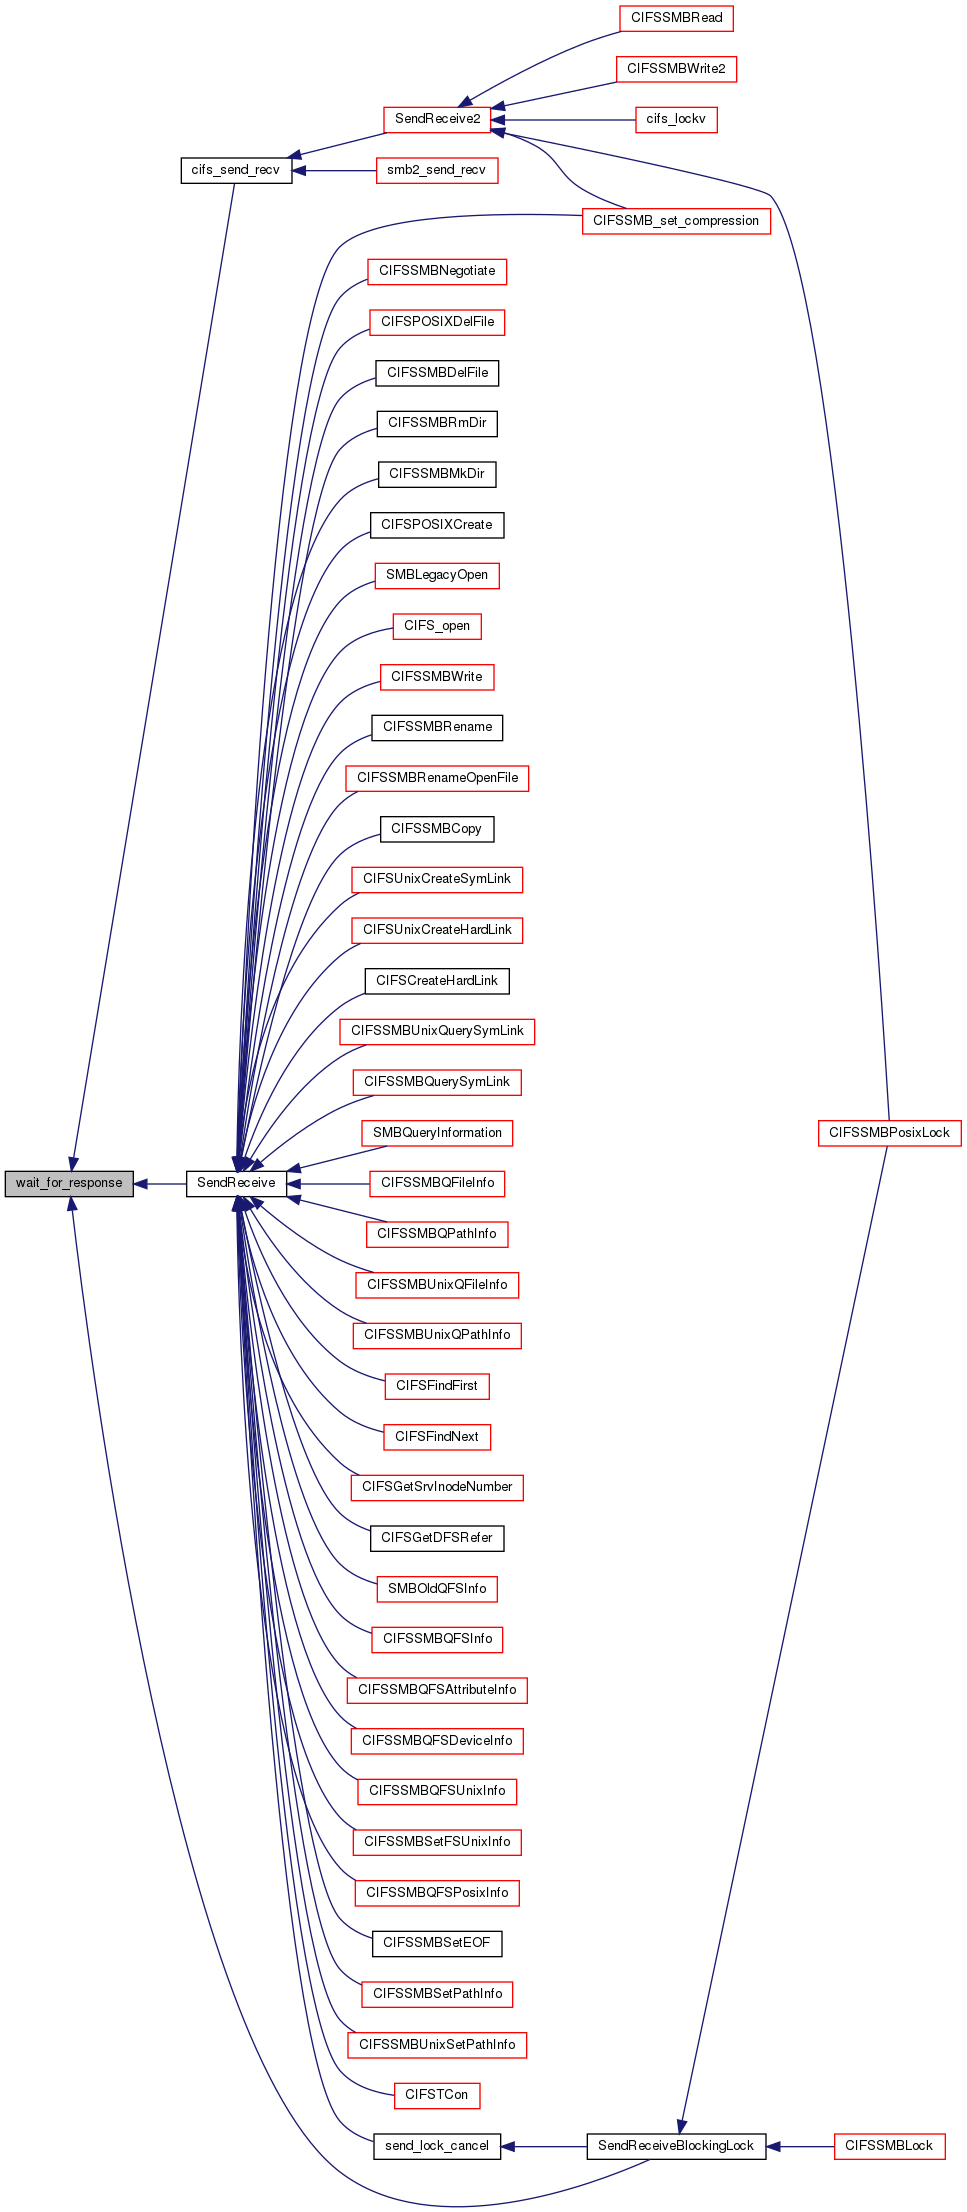 CIFSSMBRead
CIFSSMBWrite2
SendReceive2
cifs_lockv
cifs_send_recv
smb2_send_recv
CIFSSMB_set_compression
CIFSSMBNegotiate
CIFSPOSIXDelFile
CIFSSMBDelFile
CIFSSMBRmDir
CIFSSMBMkDir
CIFSPOSIXCreate
SMBLegacyOpen
CIFS_open
CIFSSMBWrite
CIFSSMBRename
CIFSSMBRenameOpenFile
CIFSSMBCopy
CIFSUnixCreateSymLink
CIFSUnixCreateHardLink
CIFSCreateHardLink
CIFSSMBUnixQuerySymLink
CIFSSMBQuerySymLink
SMBQueryInformation
CIFSSMBPosixLock
wait_for_response
SendReceive
CIFSSMBQFileInfo
CIFSSMBQPathInfo
CIFSSMBUnixQFileInfo
CIFSSMBUnixQPathInfo
CIFSFindFirst
CIFSFindNext
CIFSGetSrvInodeNumber
CIFSGetDFSRefer
SMBOldQFSInfo
CIFSSMBQFSInfo
CIFSSMBQFSAttributeInfo
CIFSSMBQFSDeviceInfo
CIFSSMBQFSUnixInfo
CIFSSMBSetFSUnixInfo
CIFSSMBQFSPosixInfo
CIFSSMBSetEOF
CIFSSMBSetPathInfo
CIFSSMBUnixSetPathInfo
CIFSTCon
send_lock_cancel
SendReceiveBlockingLock
CIFSSMBLock